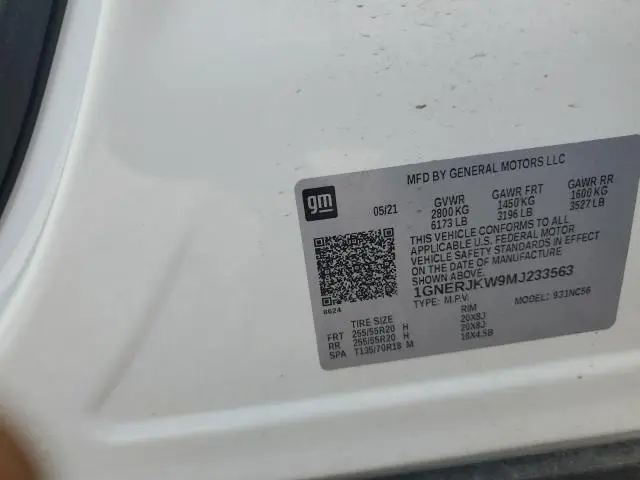 MFD BY GENERAL MOTORS LLC
gm
05/21
GVWR GAWR FRT GAWR RR
2800 KG 1450 KG 1600 KG
6173 LB 3196 LB 3527 LB
THIS VEHICLE CONFORMS TO ALL
APPLICABLE U.S. FEDERAL MOTOR
VEHICLE SAFETY STANDARDS IN EFFECT
ON THE DATE OF MANUFACTURE
SHOWN ABOVE.
1GNERJKW9MJ233563
TYPE: M.P.V. MODEL: 931NC56
8624
TIRE SIZE RIM
FRT 255/55R20 H 20X8J
RR 255/55R20 H 20X8J
SPA T135/70R18 M 18X4.5B